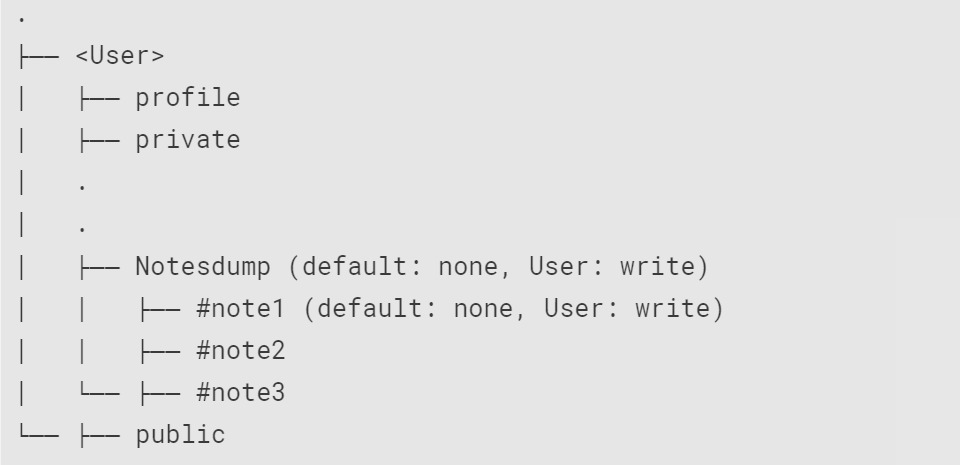 .
├── <User>
│   ├── profile
│   ├── private
│   .
│   .
│   ├── Notesdump (default: none, User: write)
│   │   ├── #note1 (default: none, User: write)
│   │   ├── #note2
│   └── ├── #note3
└── ├── public